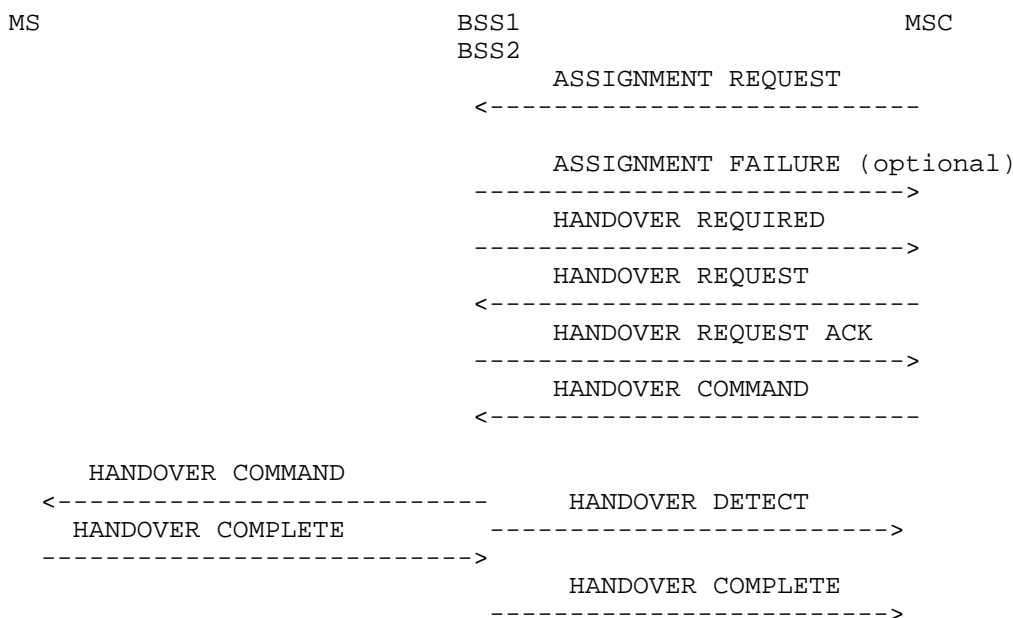 MS BSS1 MSC
BSS2
ASSIGNMENT REQUEST
<---------------------------
ASSIGNMENT FAILURE (optional)
--------------------------->
HANDOVER REQUIRED
--------------------------->
HANDOVER REQUEST
<---------------------------
HANDOVER REQUEST ACK
--------------------------->
HANDOVER COMMAND
<---------------------------
HANDOVER COMMAND
<--------------------------- HANDOVER DETECT
HANDOVER COMPLETE ------------------------->
--------------------------->
HANDOVER COMPLETE
------------------------->